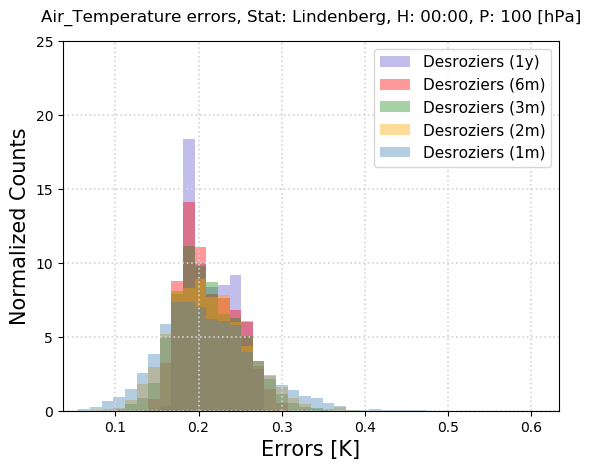 Air_Temperature errors, Stat: Lindenberg, H: 00:00, P: 100 [hPa]
25
20
15
10
5
0
Normalized Counts
Desroziers (1y)
Desroziers (6m)
Desroziers (3m)
Desroziers (2m)
Desroziers (1m)
0.1 0.2 0.3 0.4 0.5 0.6
Errors [K]